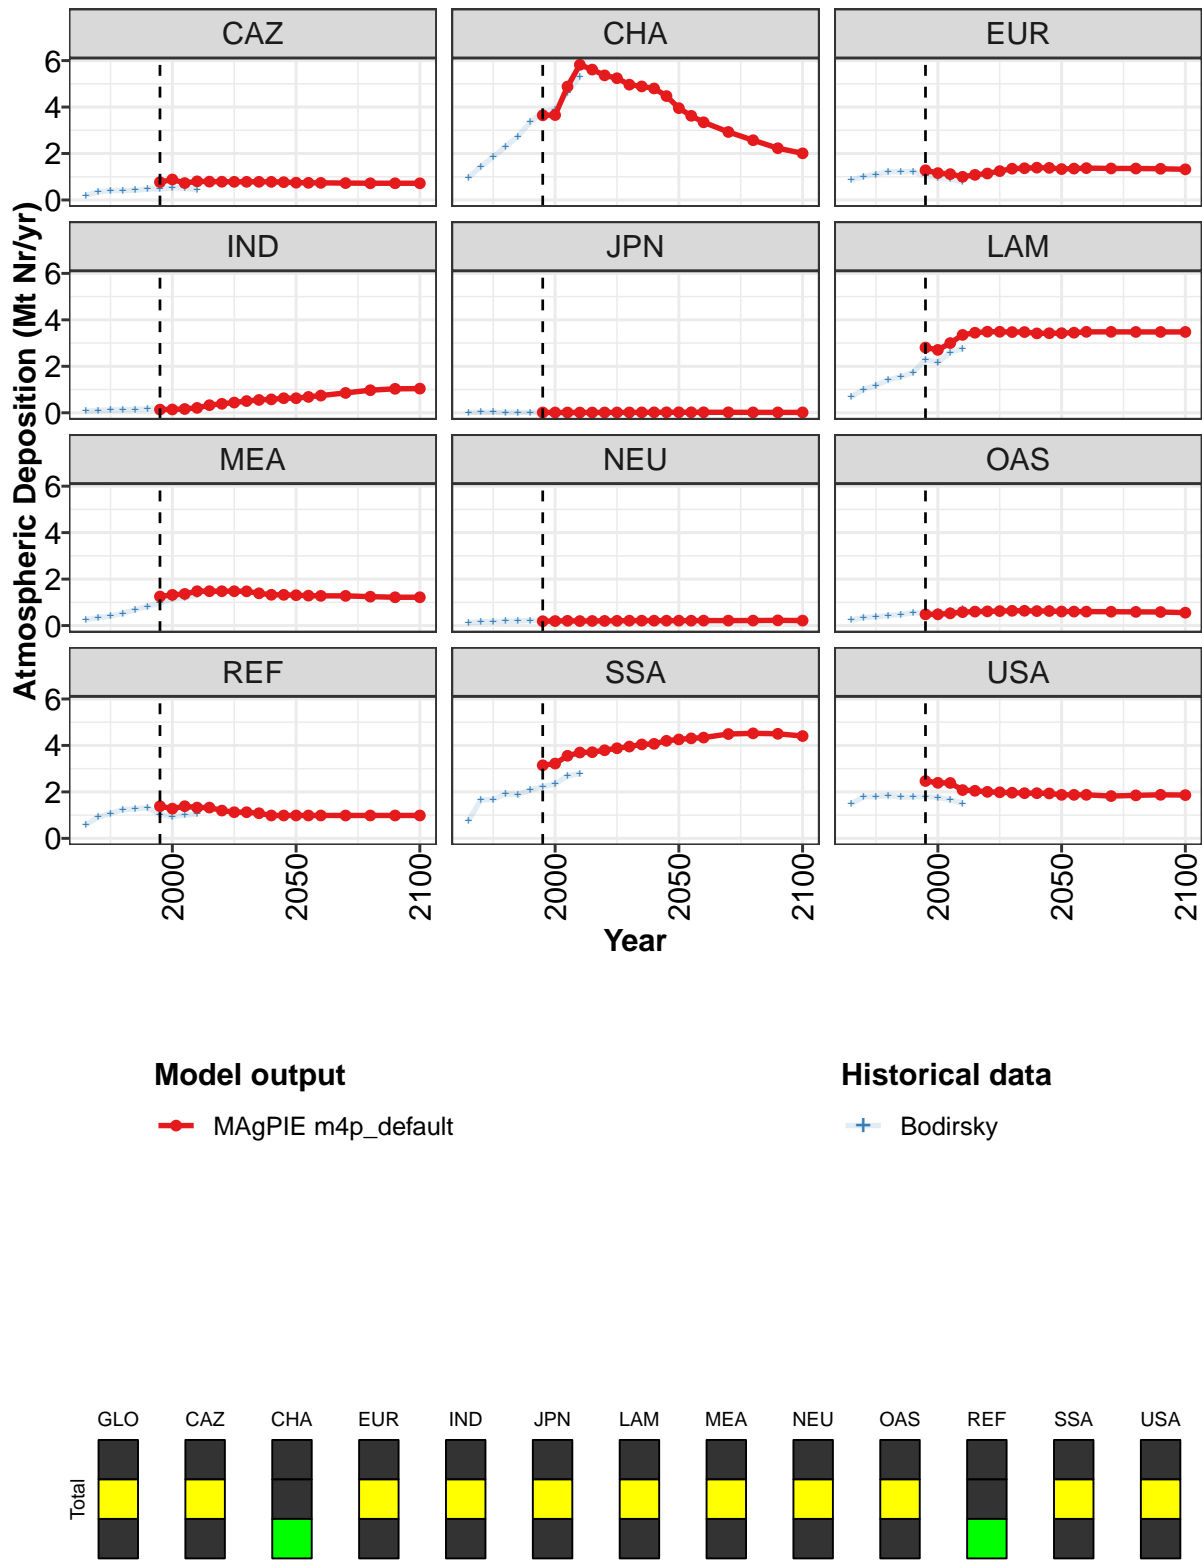 CAZ CHA EUR
6
4
2
0
IND JPN LAM
6
4
2
0
MEA NEU OAS
6
4
2
0
REF SSA USA
6
4
2
0
Atmospheric Deposition (Mt Nr/yr)
2000 2050 2100 2000 2050 2100 2000 2050 2100
Year
Model output
MAgPIE m4p_default
Historical data
Bodirsky
GLO CAZ CHA EUR IND JPN LAM MEA NEU OAS REF SSA USA
Total